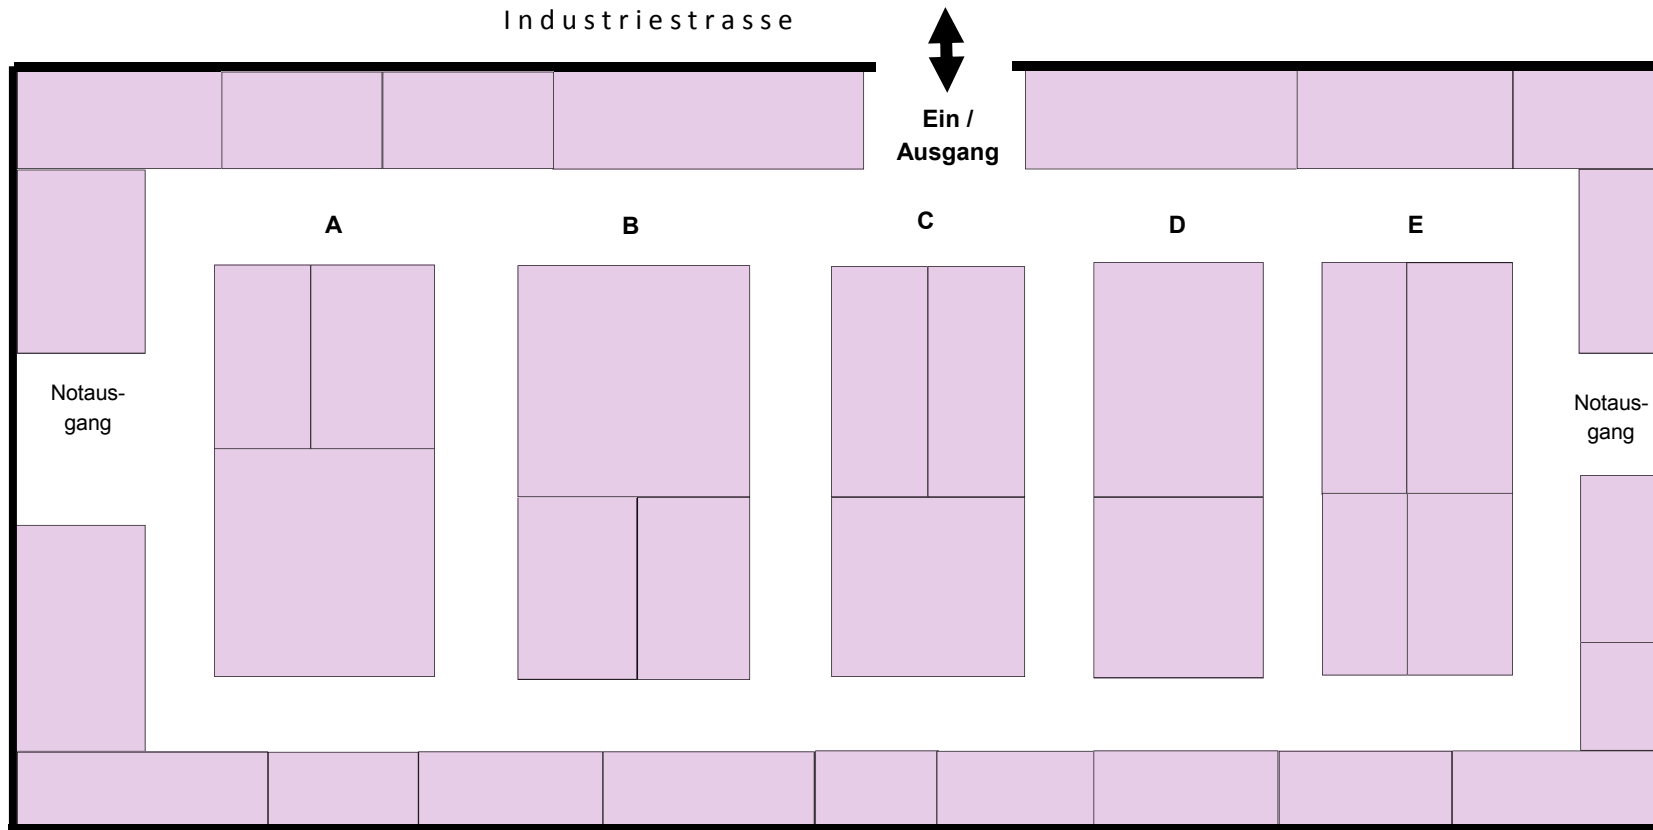 Industriestrasse
Ein /
Ausgang
A
B
C
D
E
Notaus-
gang
Notaus-
gang